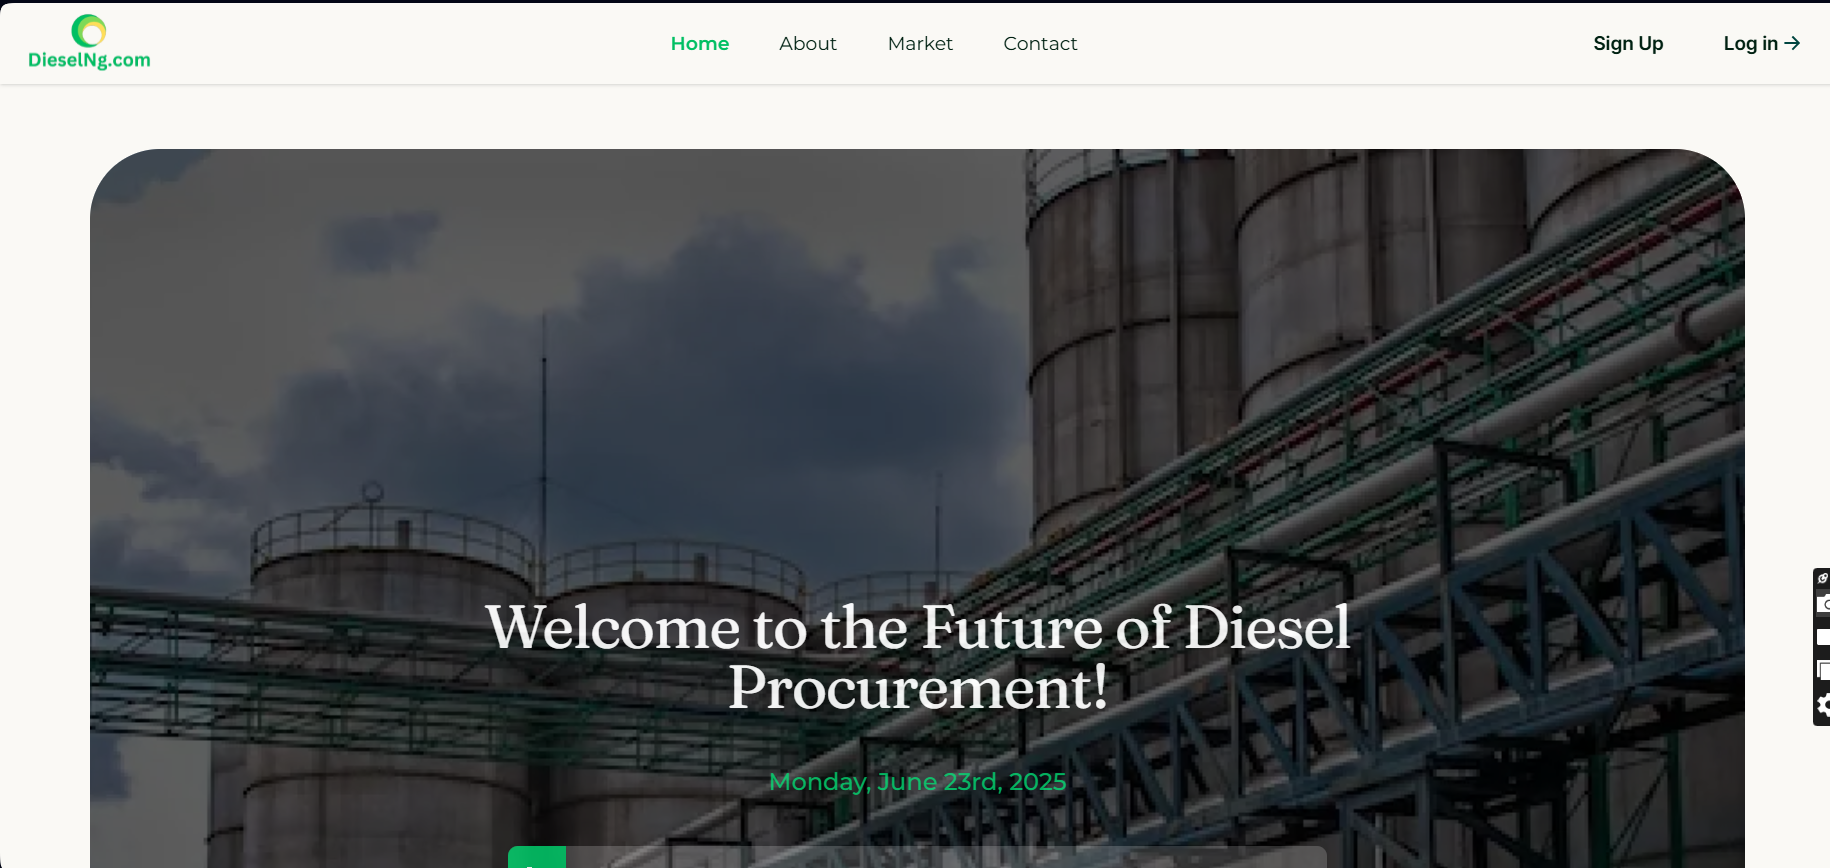 DieselNg.com
Home
About
Market
Contact
Sign Up
Log in →
Welcome to the Future of Diesel
Procurement!
Monday, June 23rd, 2025